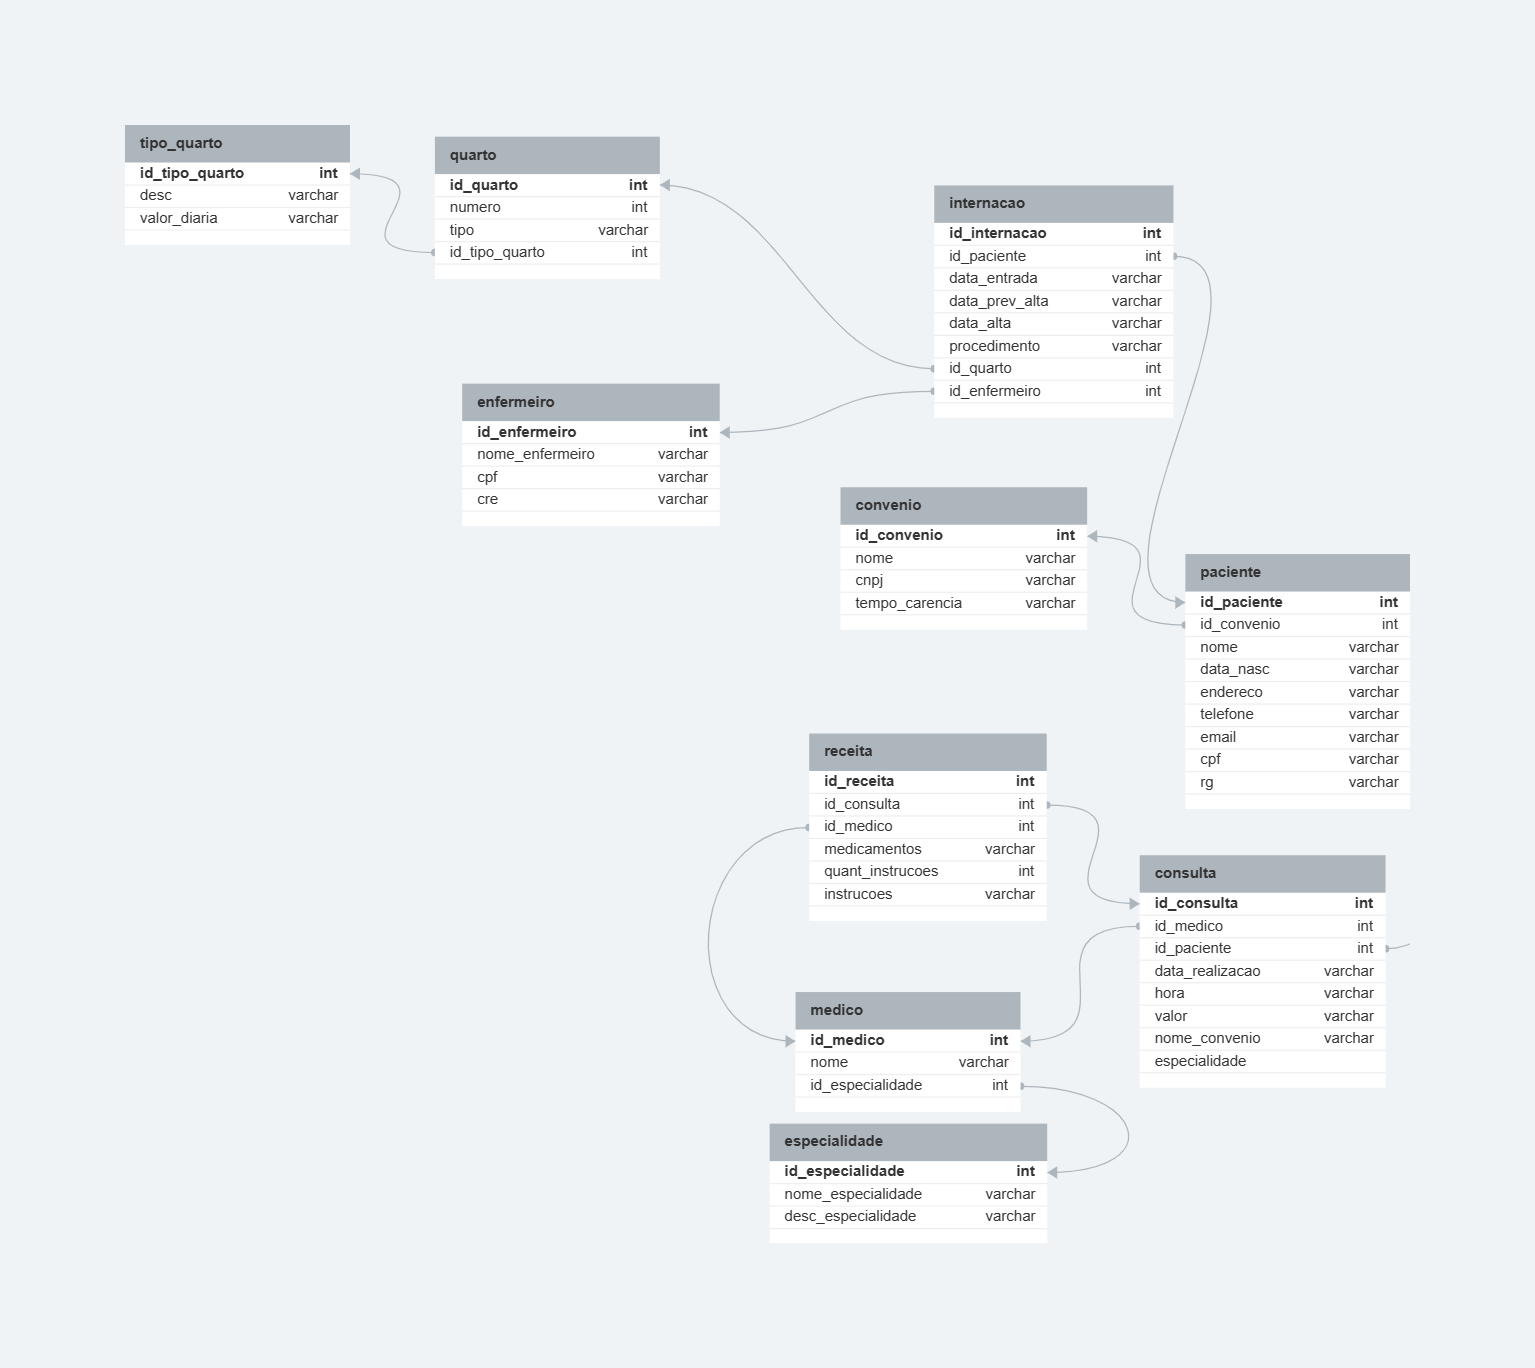 tipo_quarto
id_tipo_quarto int
desc varchar
valor_diaria varchar
quarto
id_quarto int
numero int
tipo varchar
id_tipo_quarto int
internacao
id_internacao int
id_paciente int
data_entrada varchar
data_prev_alta varchar
data_alta varchar
procedimento varchar
id_quarto int
id_enfermeiro int
enfermeiro
id_enfermeiro int
nome_enfermeiro varchar
cpf varchar
cre varchar
convenio
id_convenio int
nome varchar
cnpj varchar
tempo_carencia varchar
paciente
id_paciente int
id_convenio int
nome varchar
data_nasc varchar
endereco varchar
telefone varchar
email varchar
cpf varchar
rg varchar
receita
id_receita int
id_consulta int
id_medico int
medicamentos varchar
quant_instrucoes int
instrucoes varchar
consulta
id_consulta int
id_medico int
id_paciente int
data_realizacao varchar
hora varchar
valor varchar
nome_convenio varchar
especialidade
medico
id_medico int
nome varchar
id_especialidade int
especialidade
id_especialidade int
nome_especialidade varchar
desc_especialidade varchar